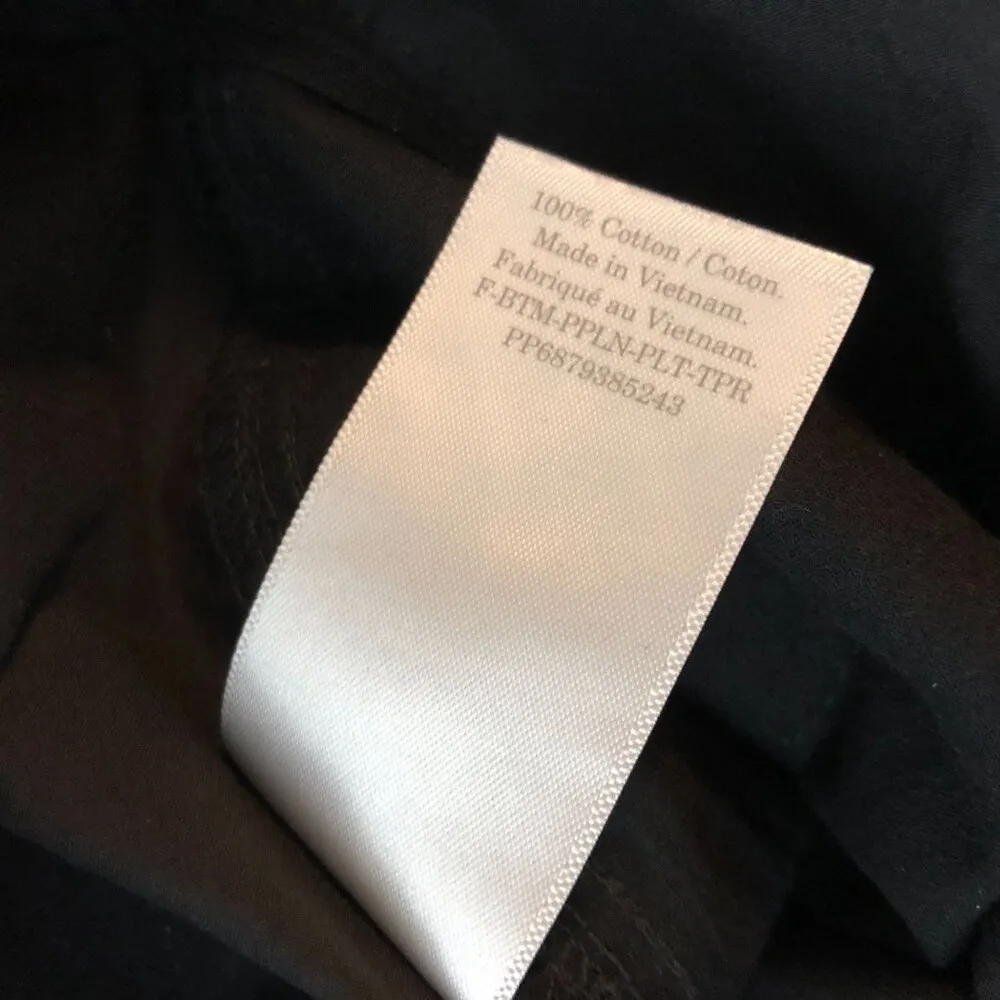 100% Cotton / Coton.
Made in Vietnam.
Fabriqué au Vietnam.
F-BTM-PPLN-PLT-TPR
PP6879385243